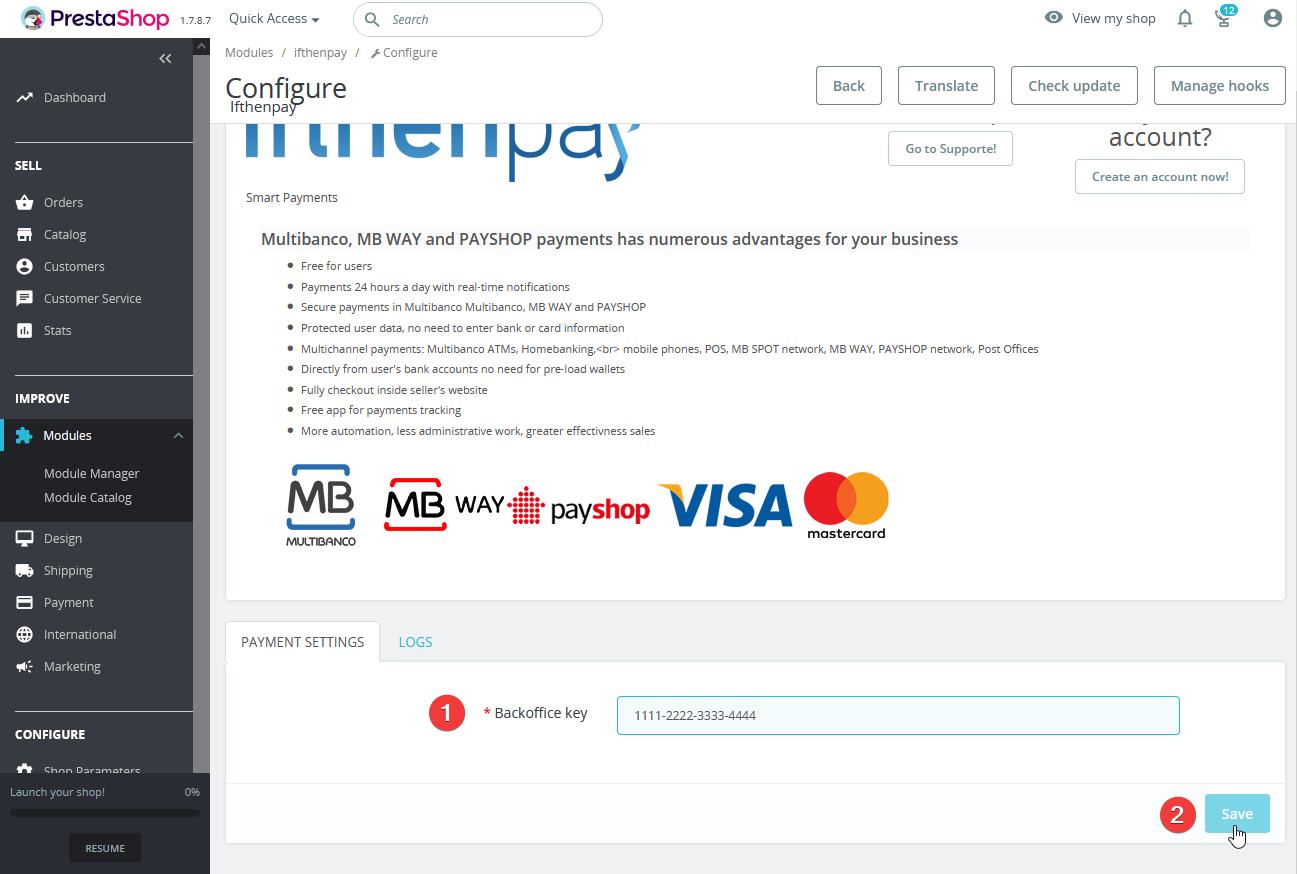 PrestaShop 1.7.8.7 Quick Access Search View my shop 12
Modules / ifthenpay / Configure
Configure
Ifthenpay
Back Translate Check update Manage hooks
Dashboard
SELL
Orders
Catalog
Customers
Customer Service
Stats
IMPROVE
Modules
Module Manager
Module Catalog
Design
Shipping
Payment
International
Marketing
CONFIGURE
Shop Parameters
Launch your shop! 0%
RESUME
ifthenpay
Go to Supporte!
account?
Create an account now!
Smart Payments
Multibanco, MB WAY and PAYSHOP payments has numerous advantages for your business
Free for users
Payments 24 hours a day with real-time notifications
Secure payments in Multibanco Multibanco, MB WAY and PAYSHOP
Protected user data, no need to enter bank or card information
Multichannel payments: Multibanco ATMs, Homebanking,<br> mobile phones, POS, MB SPOT network, MB WAY, PAYSHOP network, Post Offices
Directly from user's bank accounts no need for pre-load wallets
Fully checkout inside seller's website
Free app for payments tracking
More automation, less administrative work, greater effectivness sales
MB MULTIBANCO MB WAY payshop VISA mastercard
PAYMENT SETTINGS LOGS
1 * Backoffice key 1111-2222-3333-4444
2 Save